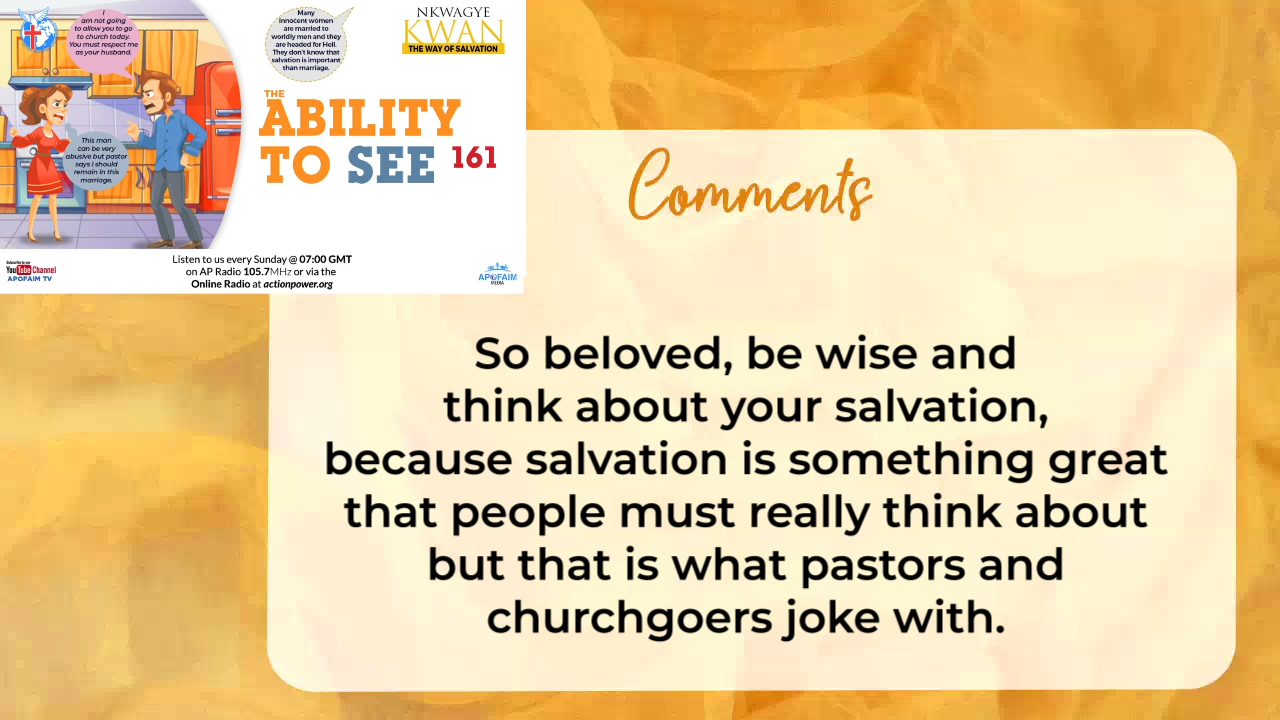 I
am not going
to allow you to go
to church today.
You must respect me
as your husband.
This man
can be very
abusive but pastor
says I should
remain in this
marriage.
Many
innocent women
are married to
worldly men and they
are headed for Hell.
They don't know that
salvation is important
than marriage.
NKWAGYE
KWAN
THE WAY OF SALVATION
THE
ABILITY
TO SEE 161
Subscribe to our
YouTube Channel
APOFAIM TV
Listen to us every Sunday @ 07:00 GMT
on AP Radio 105.7MHz or via the
Online Radio at actionpower.org
APOFAIM
MEDIA
Comments
So beloved, be wise and
think about your salvation,
because salvation is something great
that people must really think about
but that is what pastors and
churchgoers joke with.